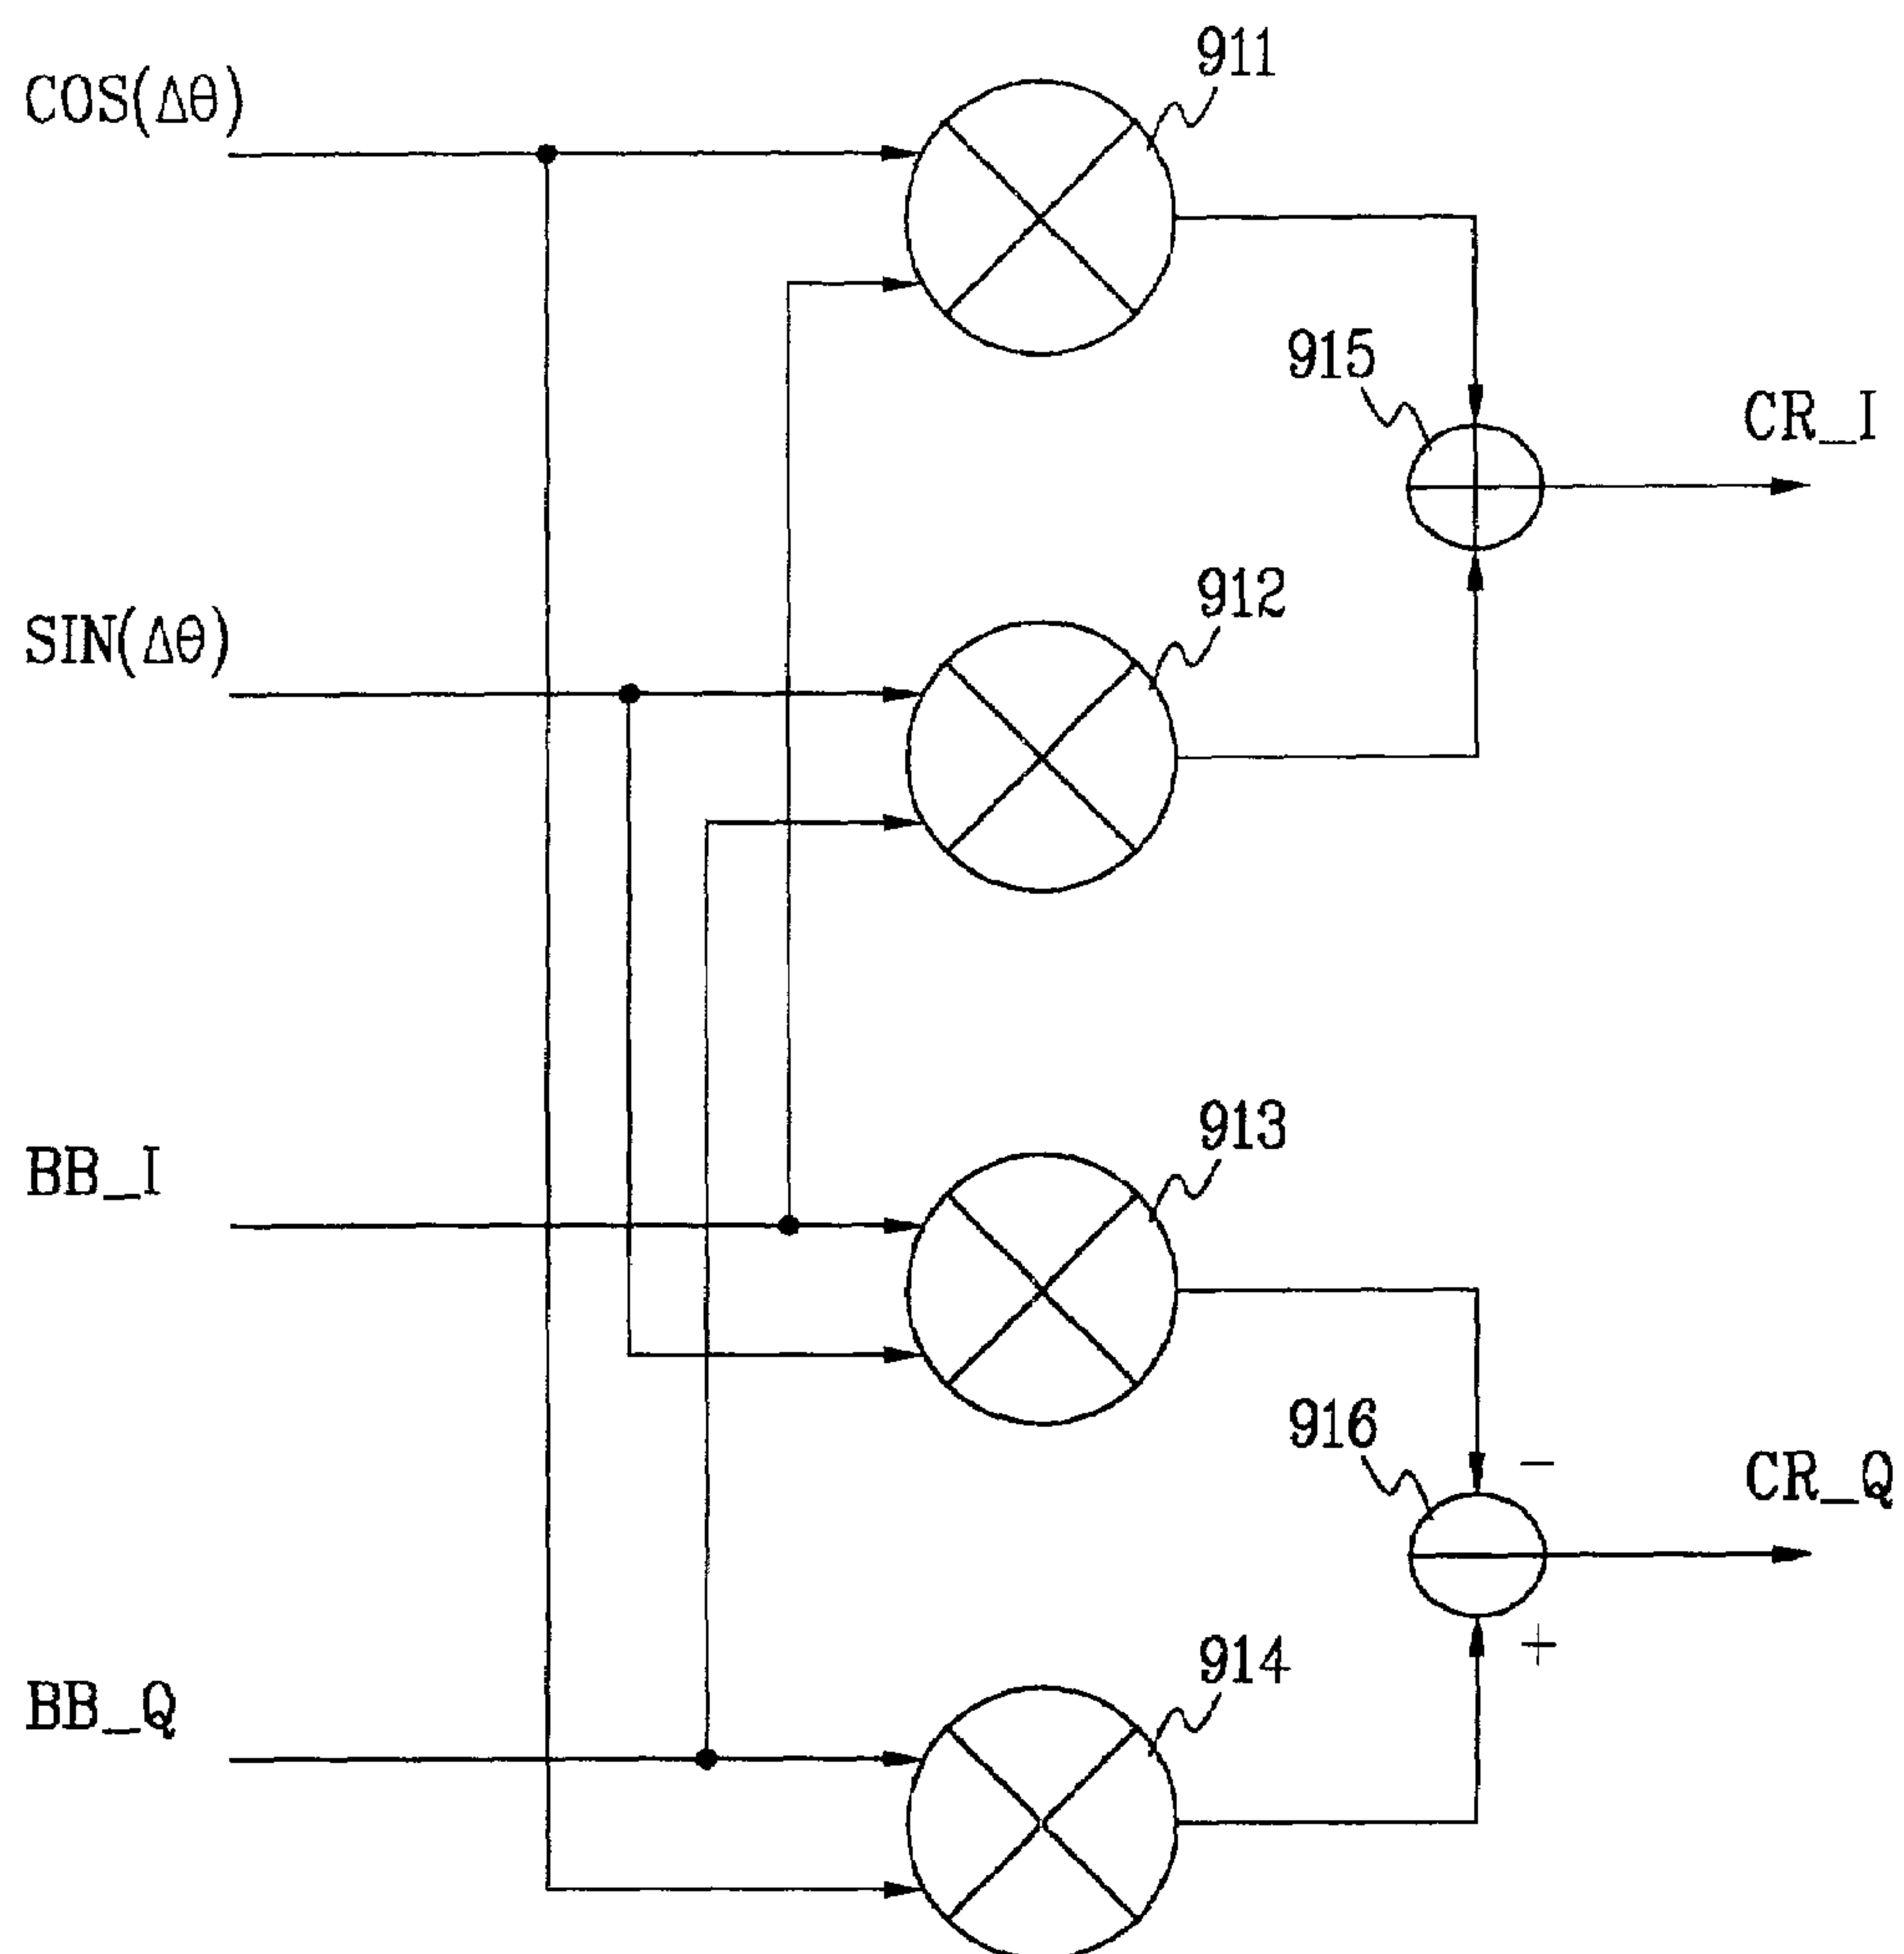 911
COS(Δθ)
915
CR_I
912
SIN(Δθ)
913
BB_I
916
−
CR_Q
+
914
BB_Q